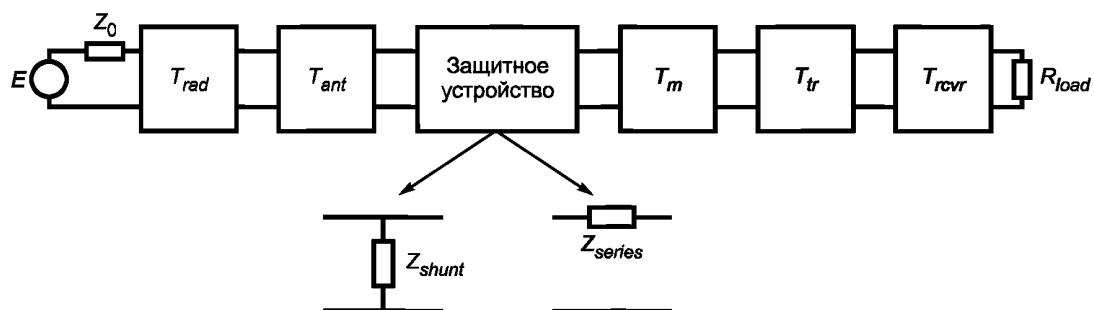 Z0
E
Trad
Tant
Защитное
устройство
Tm
Ttr
Trcvr
Rload
Zshunt
Zseries